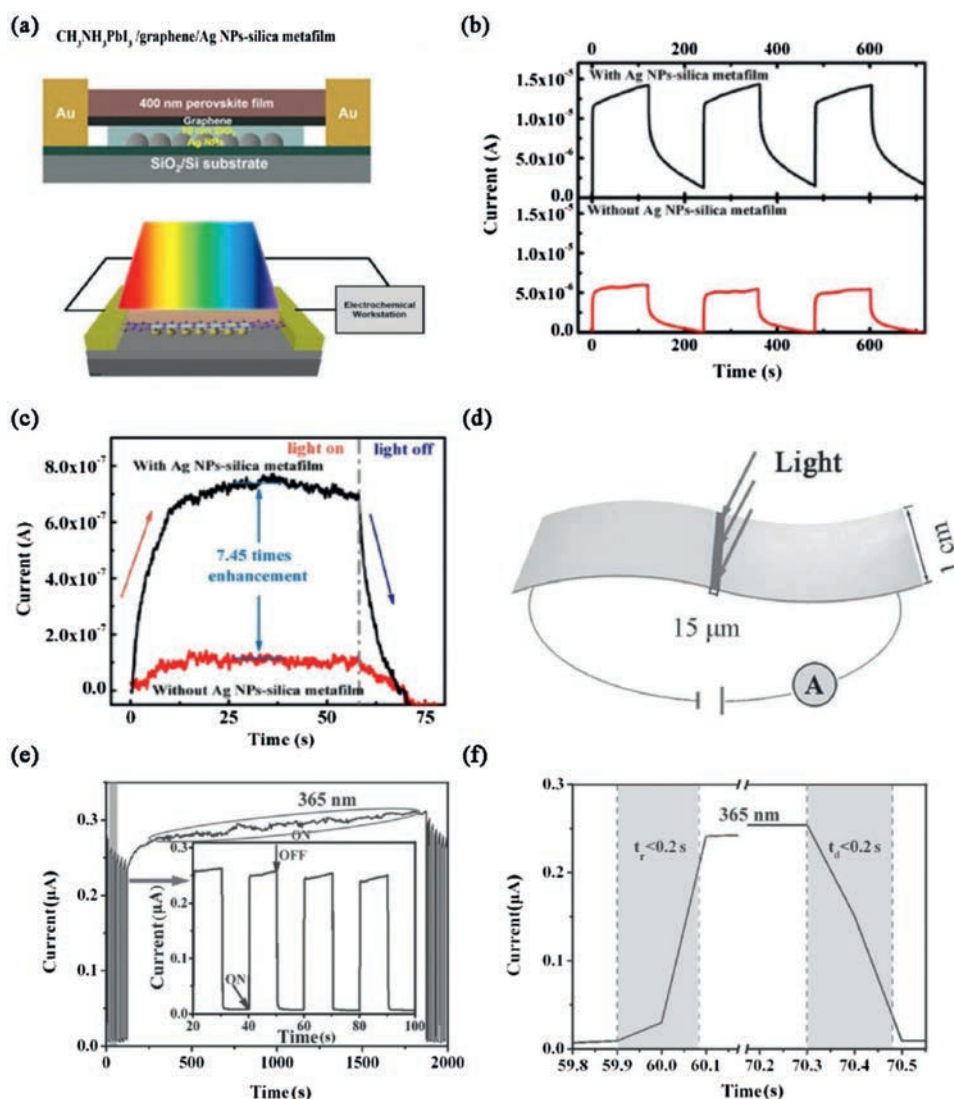 (a)
CH3NH3PbI3 /graphene/Ag NPs-silica metafilm
Au
400 nm perovskite film
Au
Graphene
Ag NPs
SiO2/Si substrate
Electrochemical
Workstation
(b)
0 200 400 600
With Ag NPs-silica metafilm
1.5x10-5
1.0x10-5
5.0x10-6
0.0
Without Ag NPs-silica metafilm
1.5x10-5
1.0x10-5
5.0x10-6
0
Current (A)
0 200 400 600
Time (s)
(c)
light on
light off
With Ag NPs-silica metafilm
8.0x10-7
6.0x10-7
4.0x10-7
2.0x10-7
0.0
Current (A)
7.45 times
enhancement
Without Ag NPs-silica metafilm
0 25 50 75
Time (s)
(d)
Light
1 cm
15 μm
A
(e)
365 nm
ON
0.3
0.2
0.1
0.0
Current(μA)
OFF
ON
0.3
0.2
0.1
0.0
Current(μA)
20 40 60 80 100
Time(s)
0 500 1000 1500 2000
Time(s)
(f)
365 nm
tr<0.2 s
td<0.2 s
0.3
0.2
0.1
0.0
Current(μA)
59.8 59.9 60.0 60.1 70.2 70.3 70.4 70.5
Time(s)